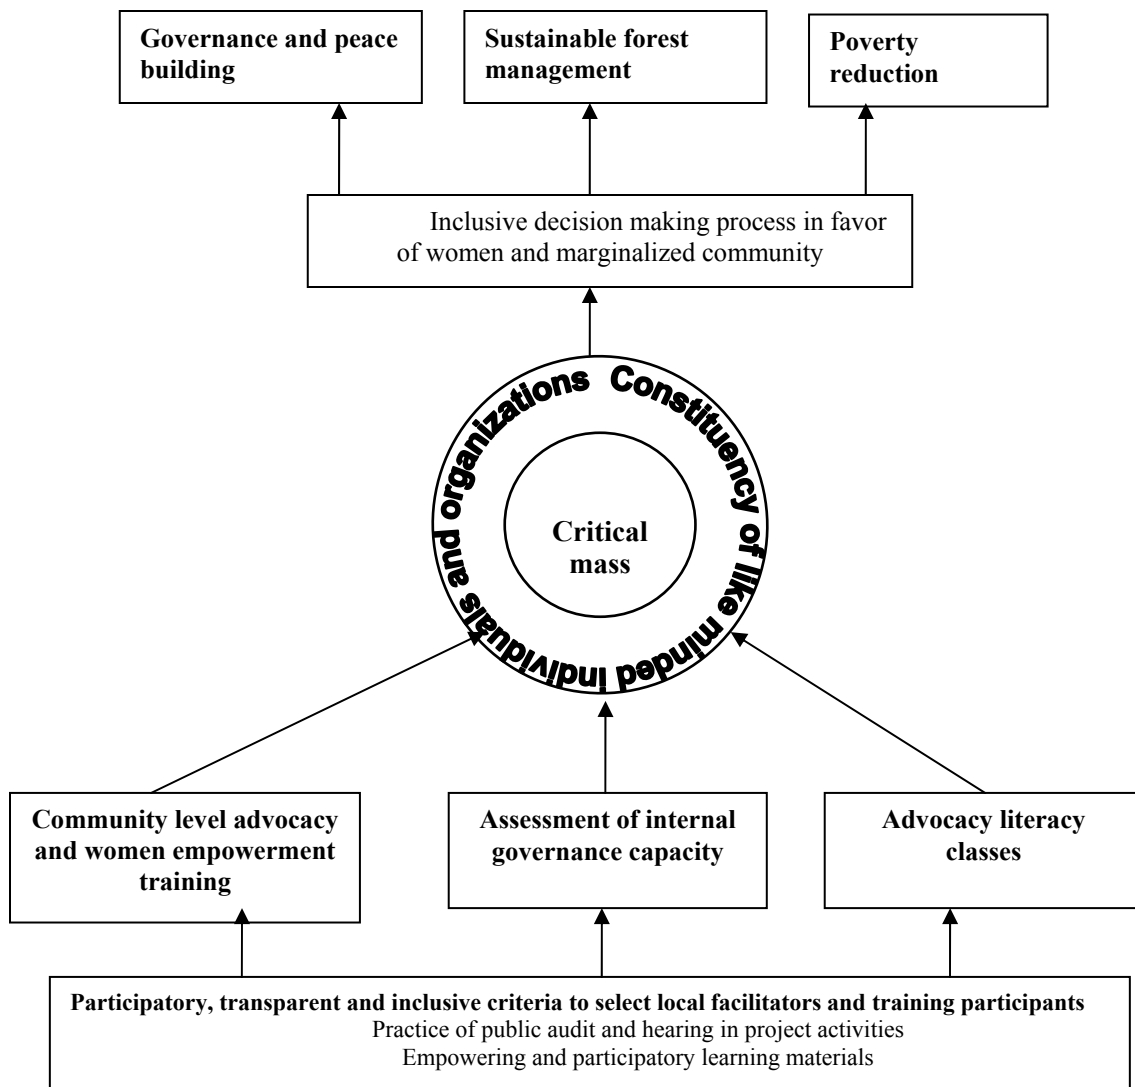 Governance and peace
building
Sustainable forest
management
Poverty
reduction
Inclusive decision making process in favor
of women and marginalized community
Constituency of like minded individuals and organizations
Critical
mass
Community level advocacy
and women empowerment
training
Assessment of internal
governance capacity
Advocacy literacy
classes
Participatory, transparent and inclusive criteria to select local facilitators and training participants
Practice of public audit and hearing in project activities
Empowering and participatory learning materials